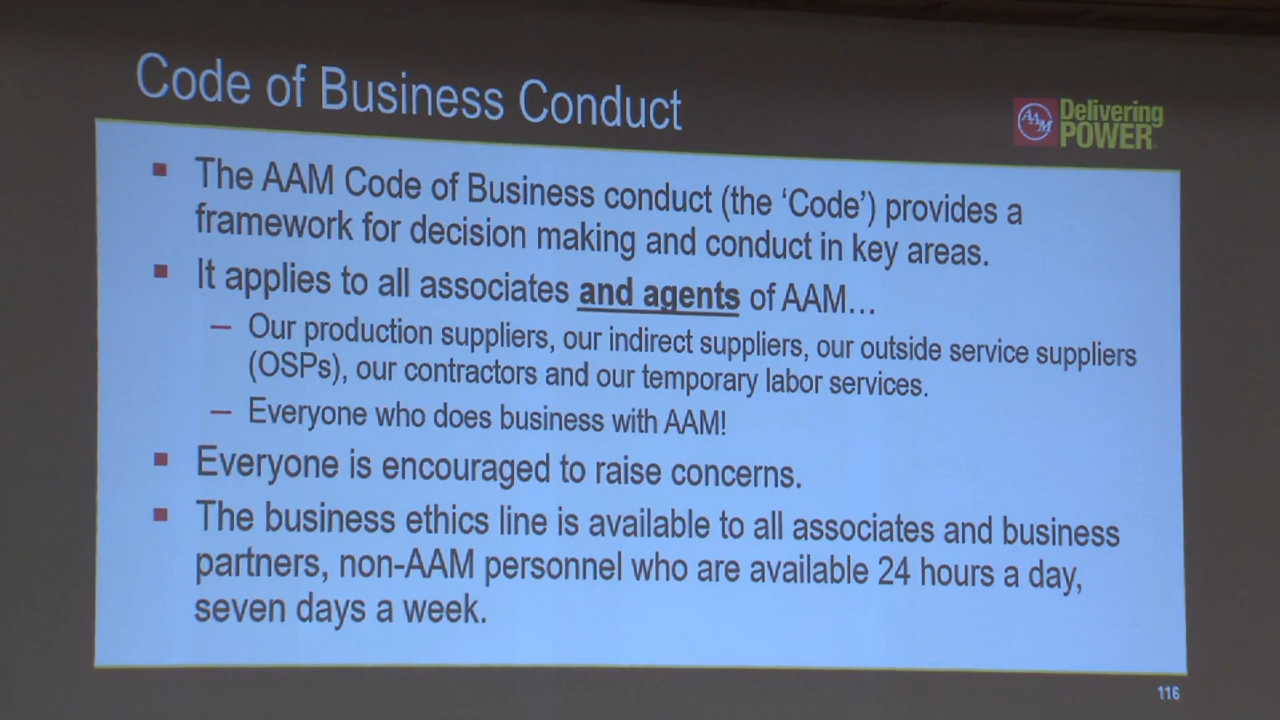 Code of Business Conduct
AAM
Delivering
POWER
▪ The AAM Code of Business conduct (the ‘Code’) provides a
framework for decision making and conduct in key areas.
▪ It applies to all associates and agents of AAM…
– Our production suppliers, our indirect suppliers, our outside service suppliers
(OSPs), our contractors and our temporary labor services.
– Everyone who does business with AAM!
▪ Everyone is encouraged to raise concerns.
▪ The business ethics line is available to all associates and business
partners, non-AAM personnel who are available 24 hours a day,
seven days a week.
116